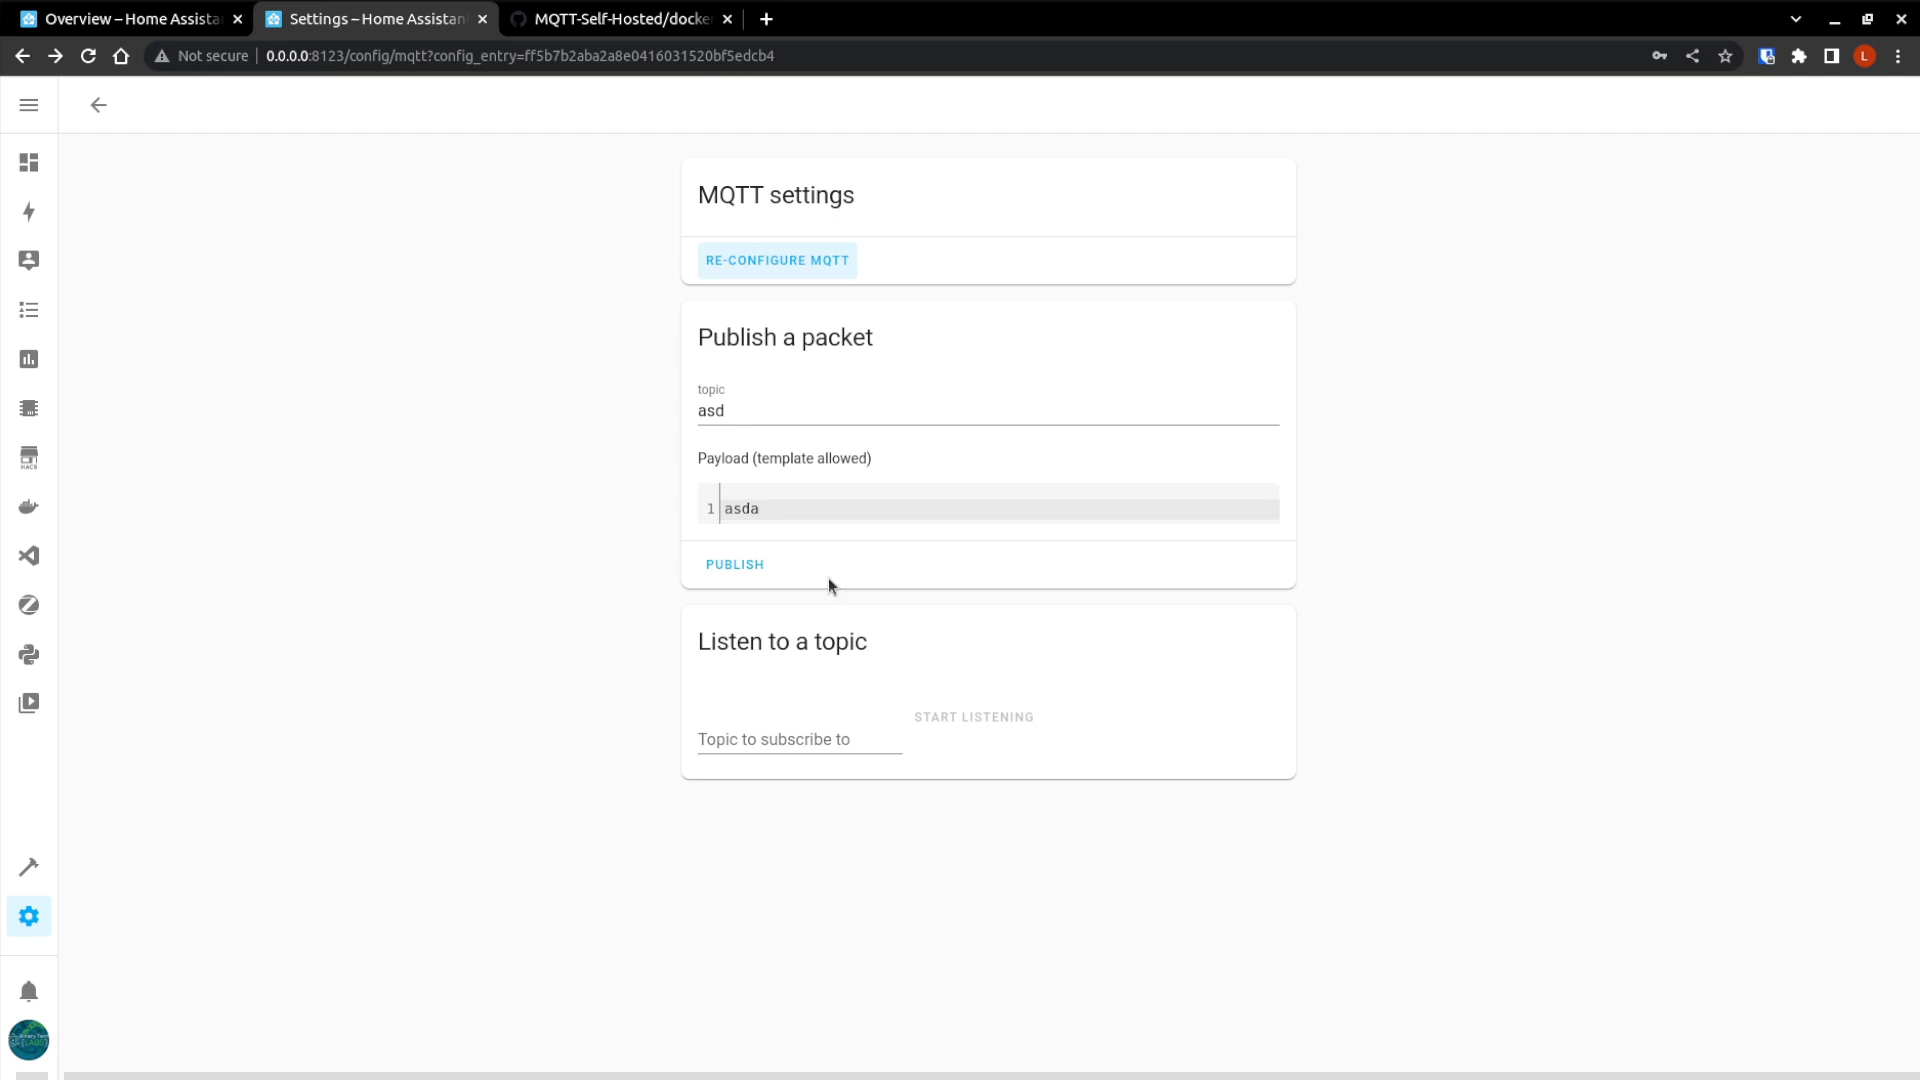 Overview – Home Assista
Settings – Home Assistan
MQTT-Self-Hosted/docke
Not secure
0.0.0.0:8123/config/mqtt?config_entry=ff5b7b2aba2a8e0416031520bf5edcb4
L
MQTT settings
RE-CONFIGURE MQTT
Publish a packet
topic
asd
Payload (template allowed)
1 asda
PUBLISH
Listen to a topic
START LISTENING
Topic to subscribe to
HACS